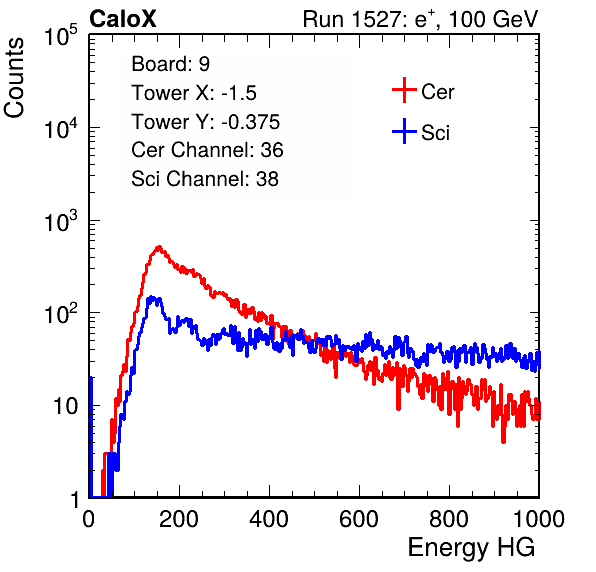 CaloX Run 1527: e⁺, 100 GeV
Counts
Board: 9
Tower X: -1.5
Tower Y: -0.375
Cer Channel: 36
Sci Channel: 38
Cer
Sci
10⁵
10⁴
10³
10²
10
1
0 200 400 600 800 1000
Energy HG